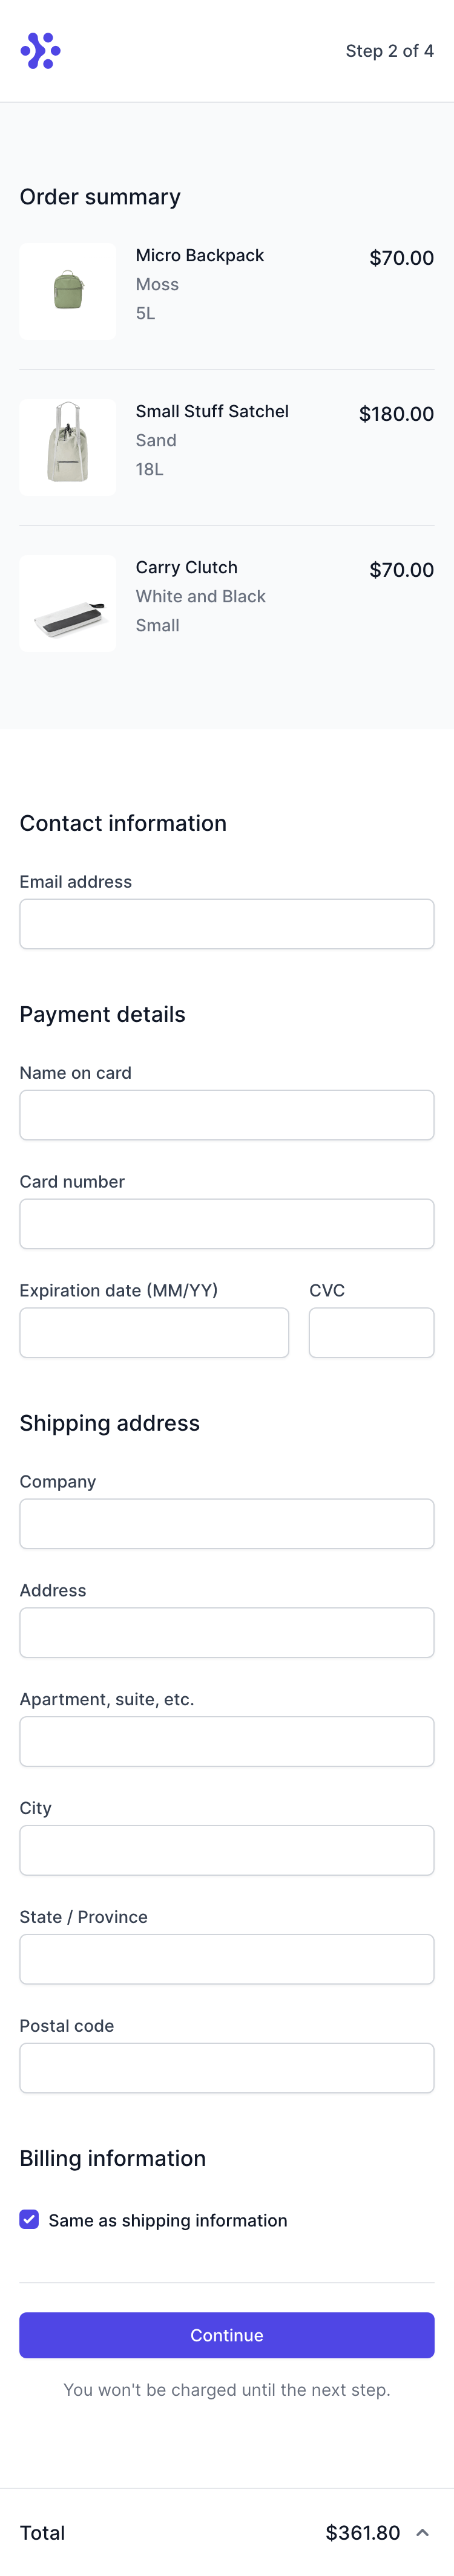 Step 2 of 4
Order summary
Micro Backpack
$70.00
Moss
5L
Small Stuff Satchel
$180.00
Sand
18L
Carry Clutch
$70.00
White and Black
Small
Contact information
Email address
Payment details
Name on card
Card number
Expiration date (MM/YY)
CVC
Shipping address
Company
Address
Apartment, suite, etc.
City
State / Province
Postal code
Billing information
Same as shipping information
Continue
You won't be charged until the next step.
Total
$361.80